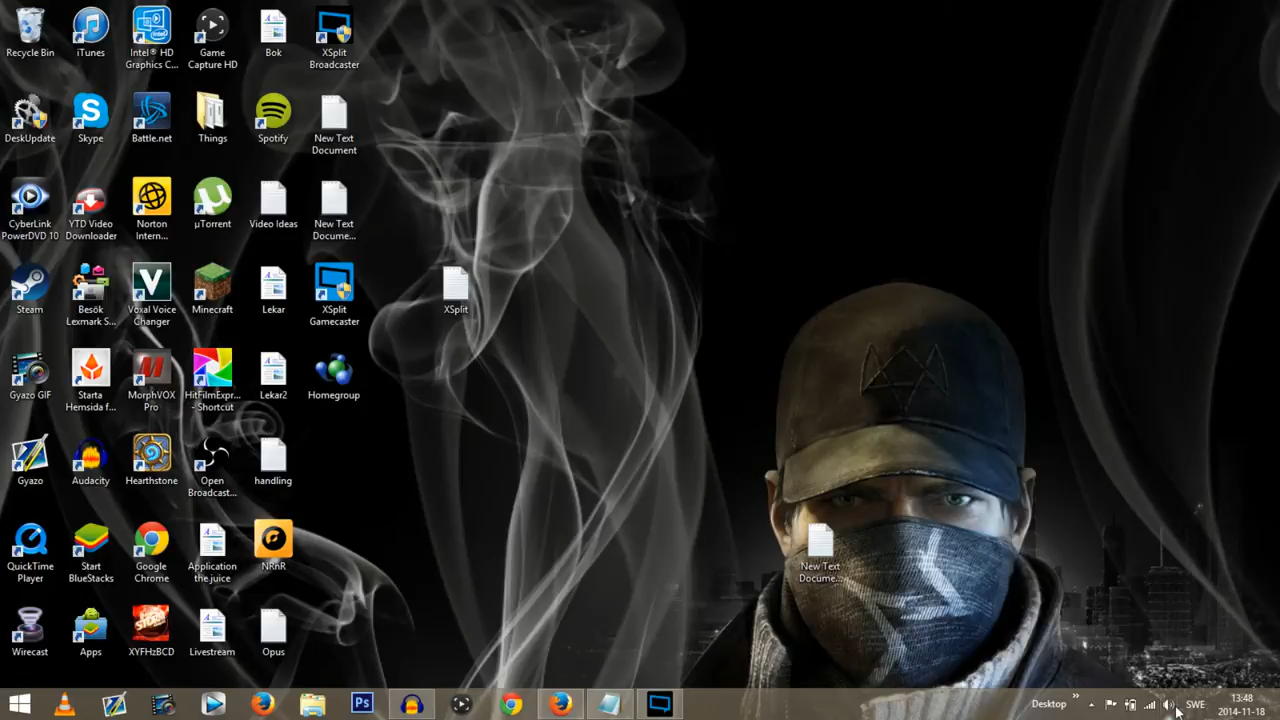 Recycle Bin
iTunes
Intel® HD
Graphics C...
Game
Capture HD
Bok
XSplit
Broadcaster
DeskUpdate
Skype
Battle.net
Things
Spotify
New Text
Document
CyberLink
PowerDVD 10
YTD Video
Downloader
Norton
Intern...
µTorrent
Video Ideas
New Text
Docume...
Steam
Besök
Lexmark S...
Voxal Voice
Changer
Minecraft
Lekar
XSplit
Gamecaster
XSplit
Gyazo GIF
Starta
Hemsida f...
MorphVOX
Pro
HitFilmExpr...
- Shortcut
Lekar2
Homegroup
Gyazo
Audacity
Hearthstone
Open
Broadcast...
handling
QuickTime
Player
Start
BlueStacks
Google
Chrome
Application
the juice
NRnR
New Text
Docume...
Wirecast
Apps
XYFHzBCD
Livestream
Opus
Ps
Desktop
SWE
13:48
2014-11-18